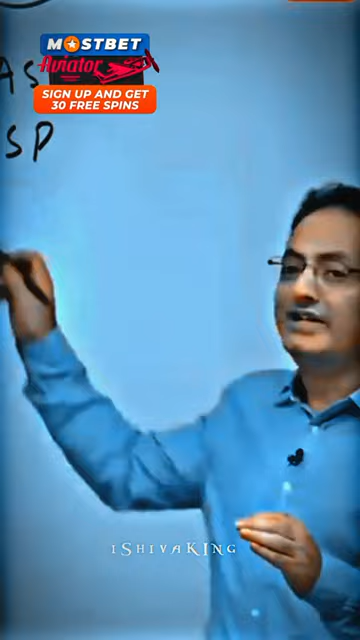 MOSTBET
Aviator
SIGN UP AND GET
30 FREE SPINS
AS
SP
iSHIVAKING